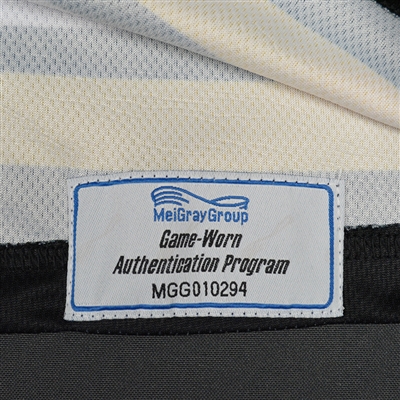 MeiGrayGroup
Game-Worn
Authentication Program
MGG010294